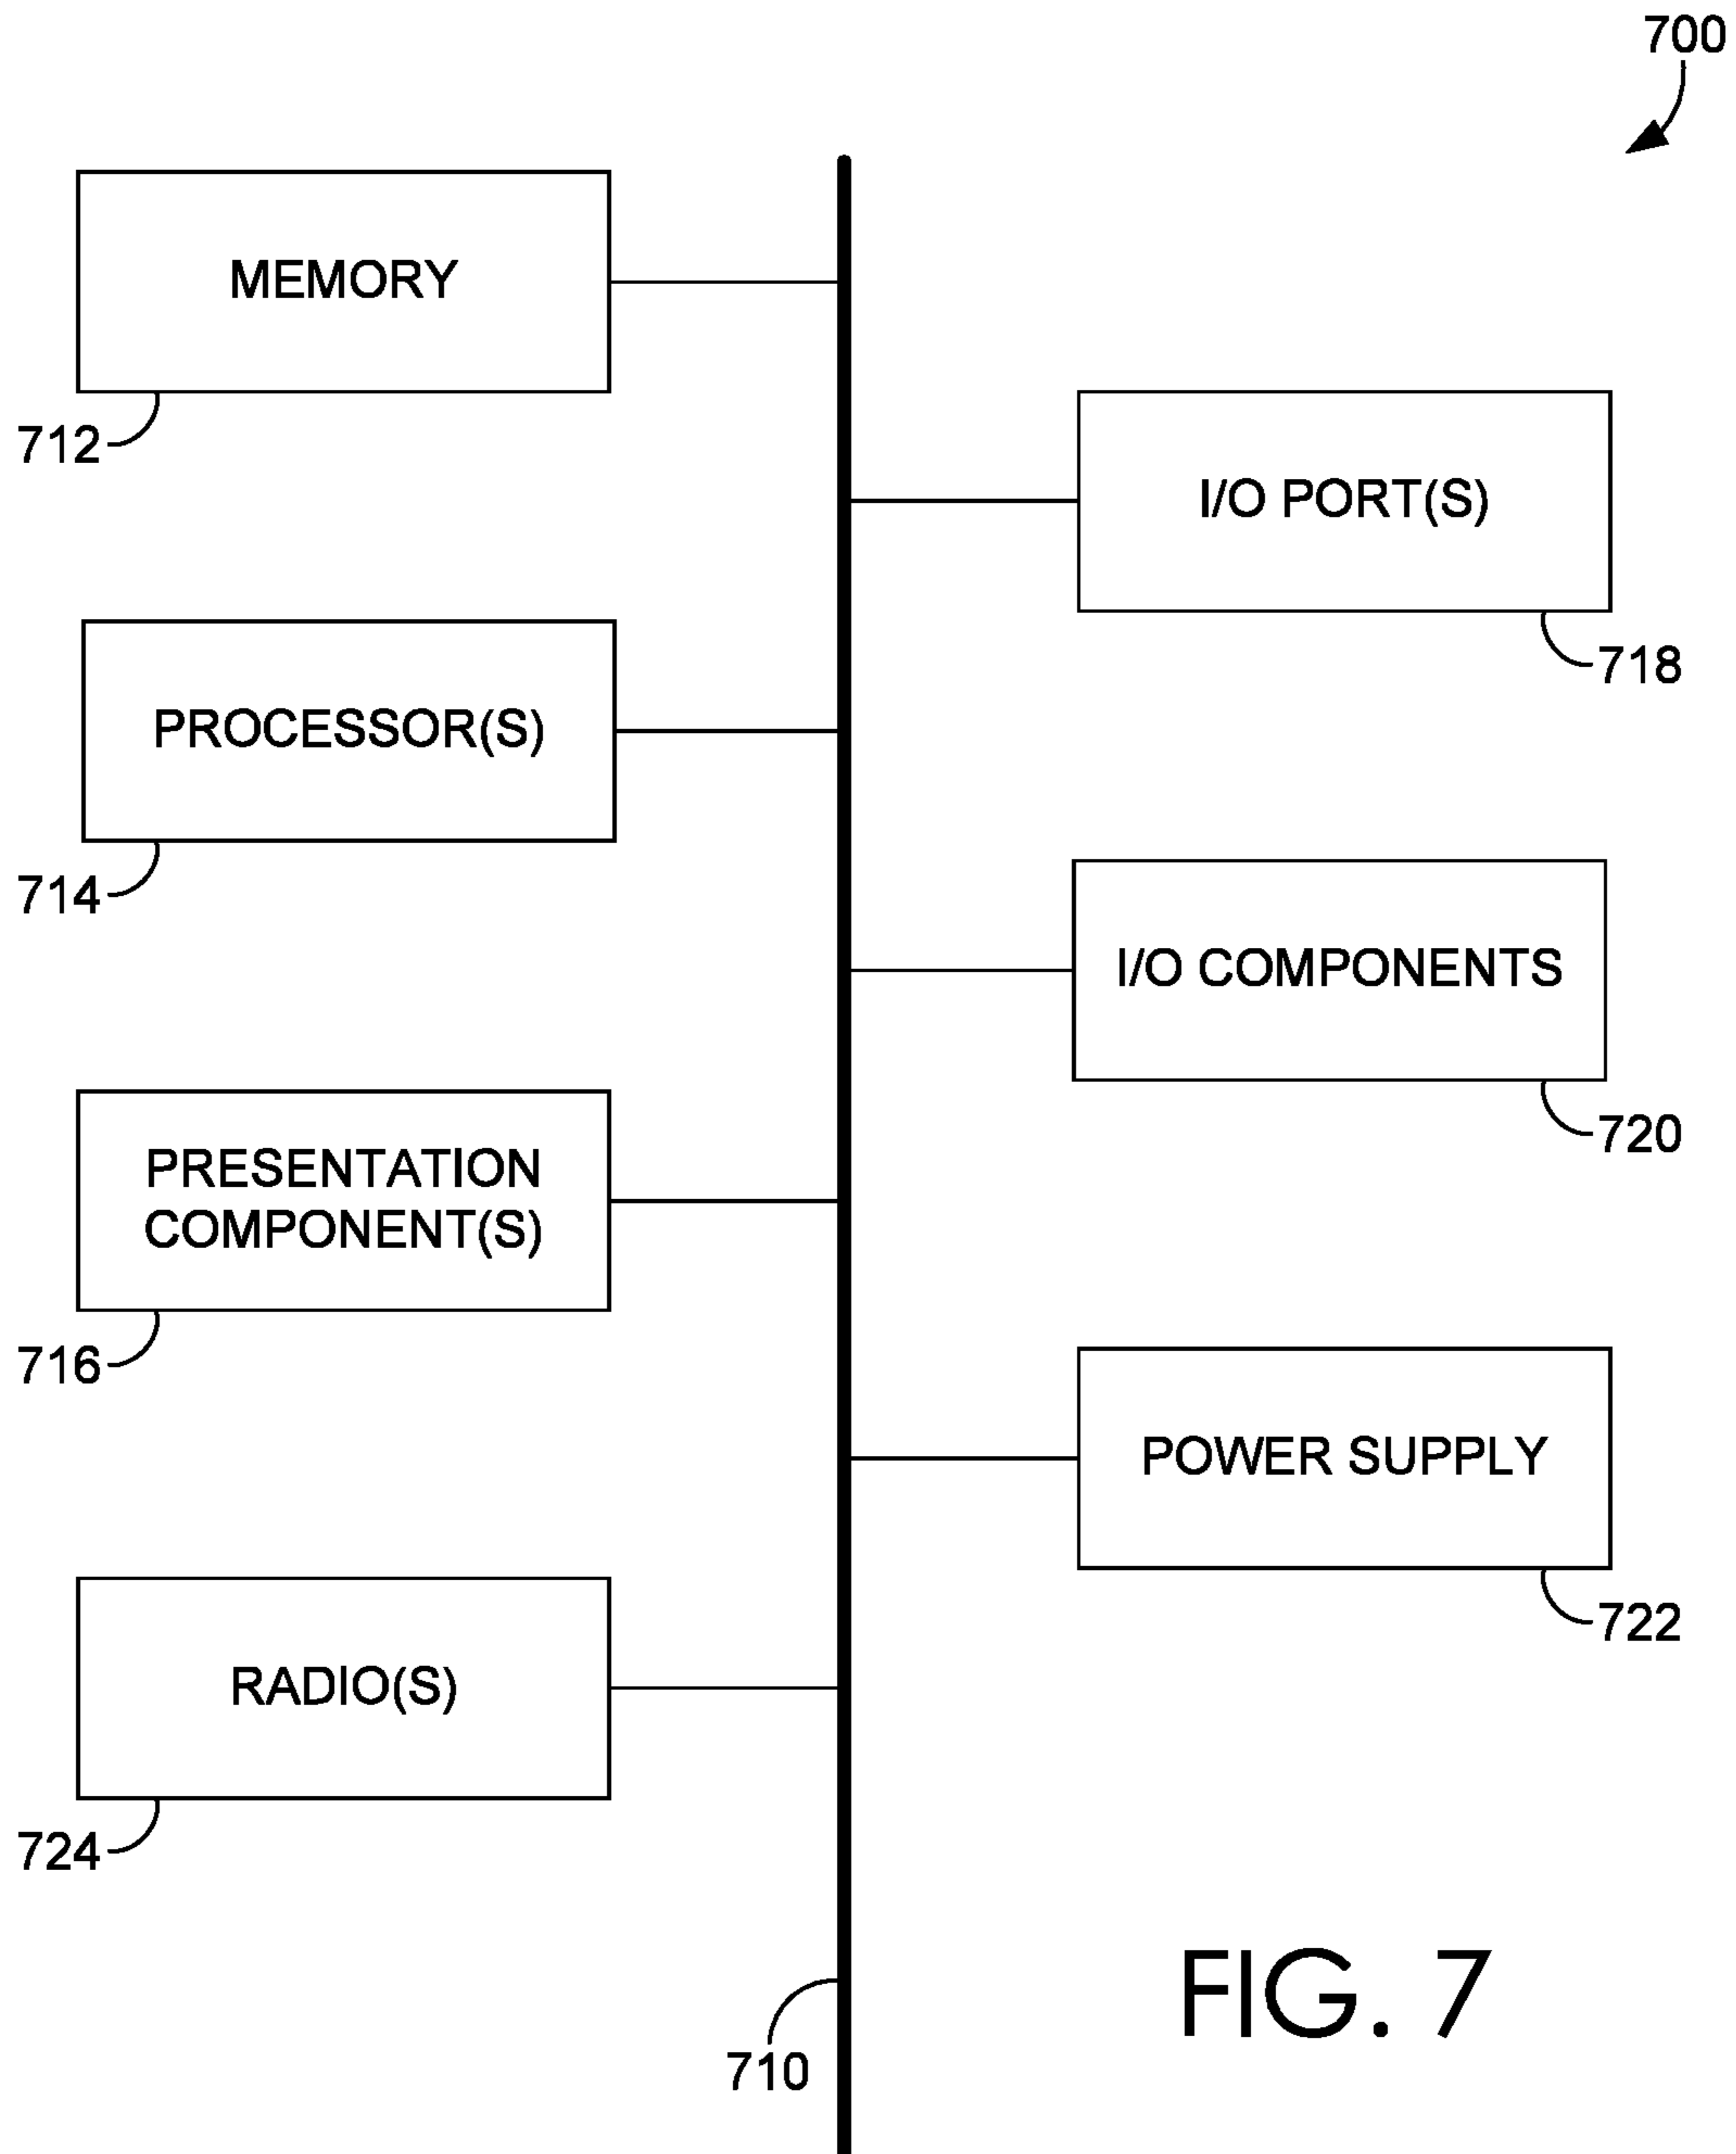 700
MEMORY
712
I/O PORT(S)
718
PROCESSOR(S)
714
I/O COMPONENTS
720
PRESENTATION
COMPONENT(S)
716
POWER SUPPLY
722
RADIO(S)
724
710
FIG. 7